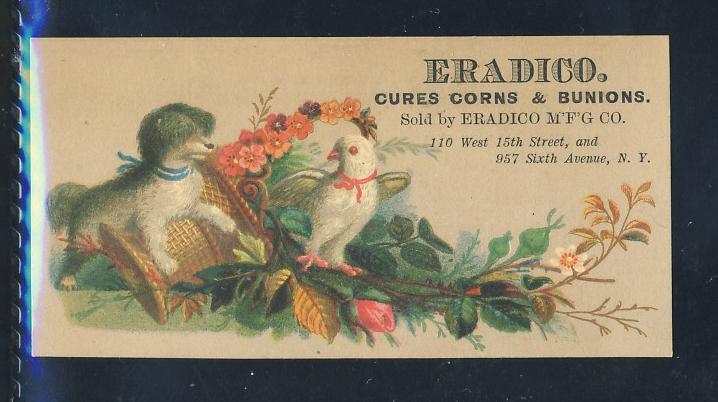 ERADICO.
CURES CORNS & BUNIONS.
Sold by ERADICO M'F'G CO.
110 West 15th Street, and
957 Sixth Avenue, N. Y.